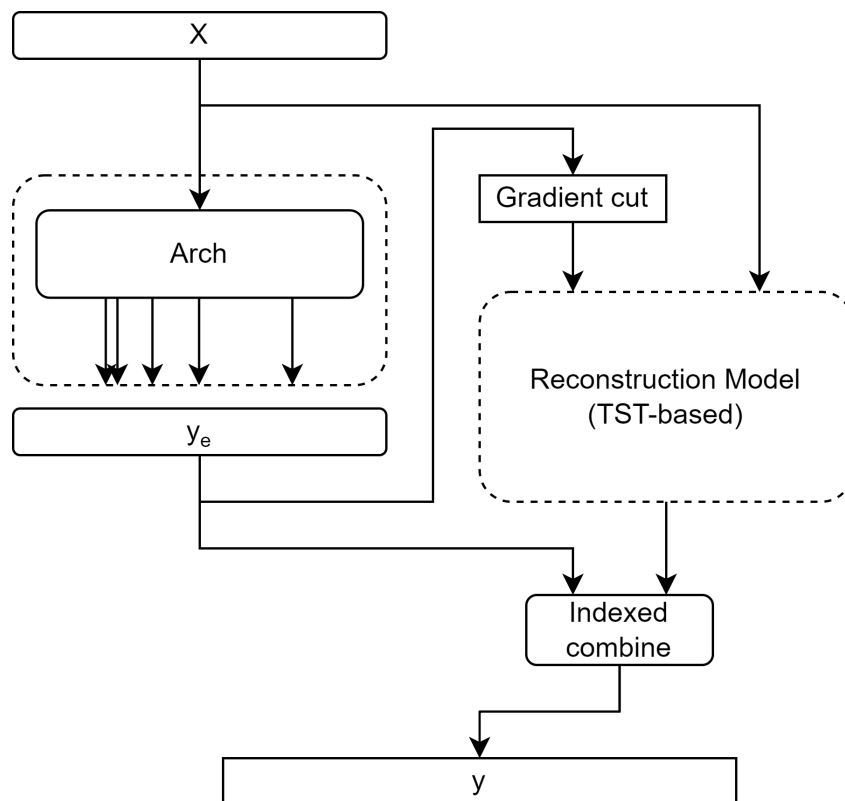 X
Gradient cut
Arch
Reconstruction Model
(TST-based)
yₑ
Indexed
combine
y